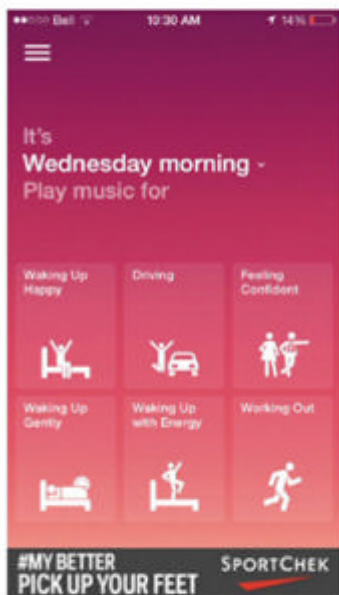 Bell 10:30 AM 14%
It's
Wednesday morning
Play music for
Waking Up
Happy
Driving
Feeling
Confident
Waking Up
Gently
Waking Up
with Energy
Working Out
#MY BETTER
PICK UP YOUR FEET
SPORTCHEK